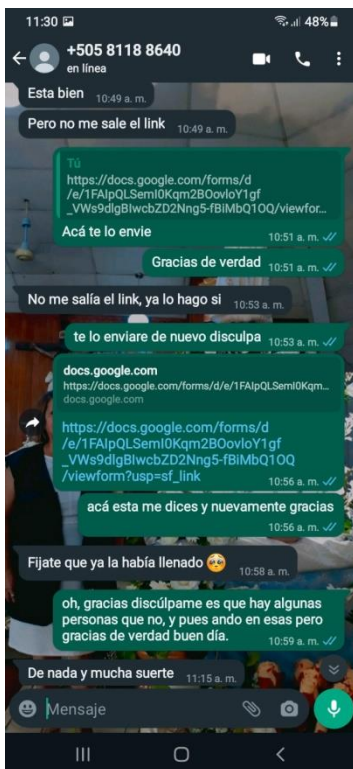 11:30 48%
+505 8118 8640
en línea
Esta bien 10:49 a. m.
Pero no me sale el link 10:49 a. m.
Tú
https://docs.google.com/forms/d
/e/1FAIpQLSemI0Kqm2BOovloY1gf
_VWs9dlgBIwcbZD2Nng5-fBiMbQ1OQ/viewfor...
Acá te lo envie 10:51 a. m.
Gracias de verdad 10:51 a. m.
No me salía el link, ya lo hago si 10:53 a. m.
te lo enviare de nuevo disculpa 10:53 a. m.
docs.google.com
https://docs.google.com/forms/d/e/1FAIpQLSemI0Kqm...
docs.google.com
https://docs.google.com/forms/d
/e/1FAIpQLSemI0Kqm2BOovloY1gf
_VWs9dlgBIwcbZD2Nng5-fBiMbQ1OQ
/viewform?usp=sf_link
10:56 a. m.
acá esta me dices y nuevamente gracias
10:56 a. m.
Fijate que ya la había llenado 🥺 10:58 a. m.
oh, gracias discúlpame es que hay algunas
personas que no, y pues ando en esas pero
gracias de verdad buen día. 10:59 a. m.
De nada y mucha suerte 11:15 a. m.
Mensaje